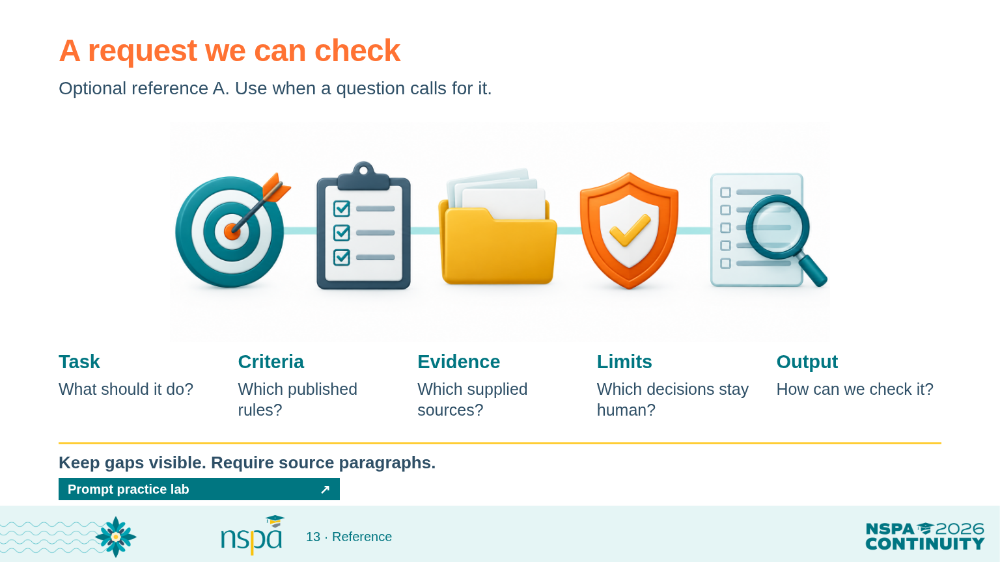 A request we can check
Optional reference A. Use when a question calls for it.
Task
What should it do?
Criteria
Which published
rules?
Evidence
Which supplied
sources?
Limits
Which decisions stay
human?
Output
How can we check it?
Keep gaps visible. Require source paragraphs.
Prompt practice lab ↗
nspa
13 · Reference
NSPA 2026
CONTINUITY